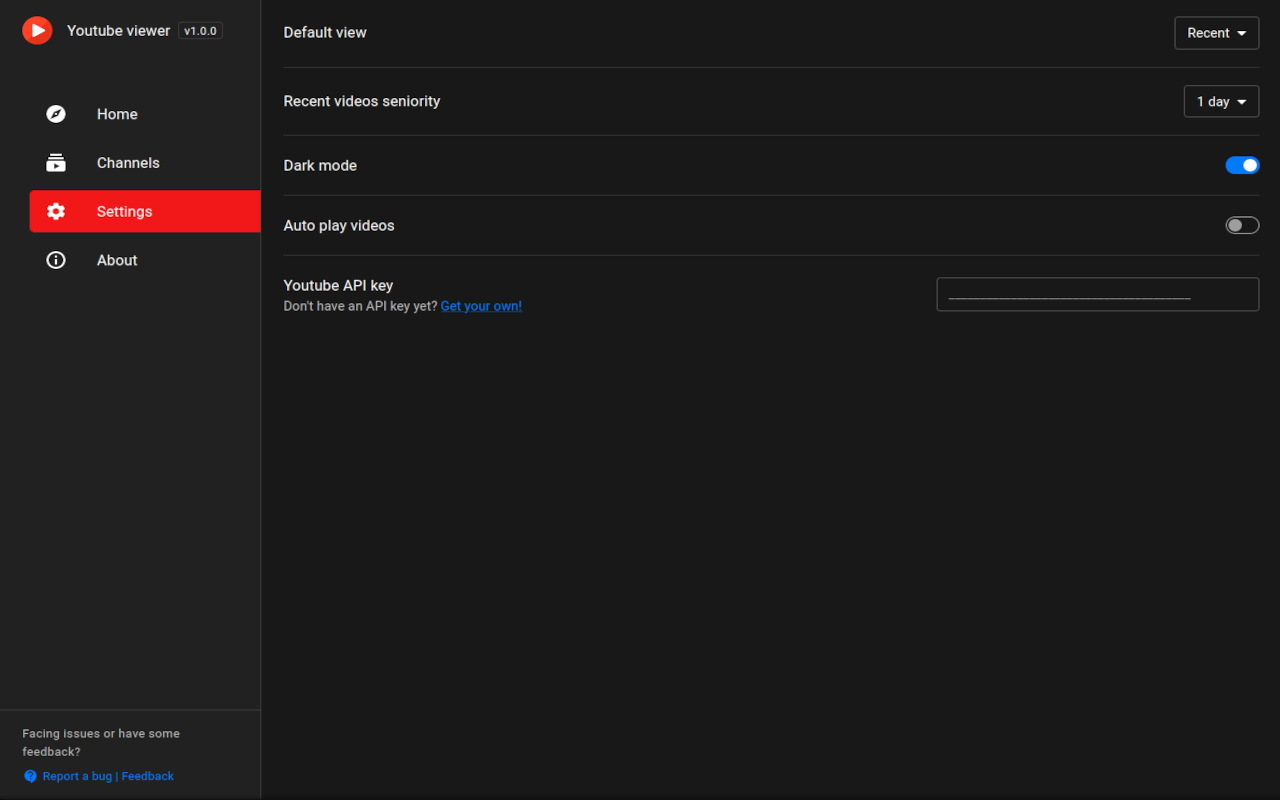 Youtube viewer v1.0.0
Home
Channels
Settings
About
Facing issues or have some
feedback?
Report a bug | Feedback
Default view
Recent
Recent videos seniority
1 day
Dark mode
Auto play videos
Youtube API key
Don't have an API key yet? Get your own!